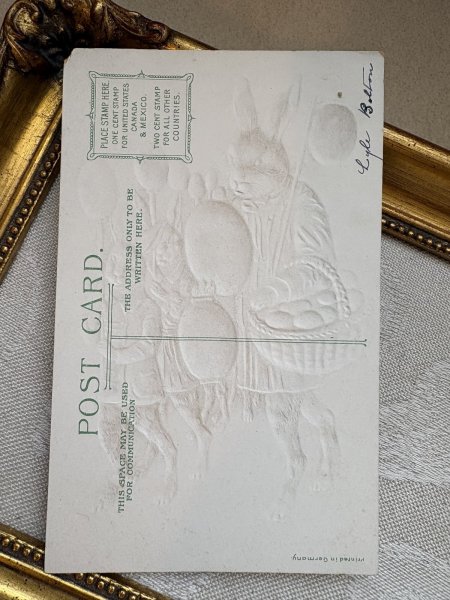 POST CARD.
THIS SPACE MAY BE USED
FOR COMMUNICATION
THE ADDRESS ONLY TO BE
WRITTEN HERE.
PLACE STAMP HERE
ONE CENT STAMP
FOR UNITED STATES
CANADA
& MEXICO.
TWO CENT STAMP
FOR ALL OTHER
COUNTRIES.
Lyle Bolton
Printed in Germany